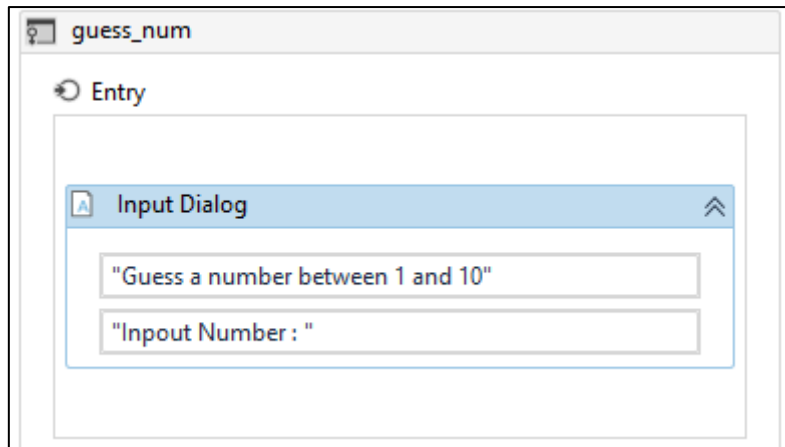 guess_num
Entry
Input Dialog
"Guess a number between 1 and 10"
"Inpout Number : "